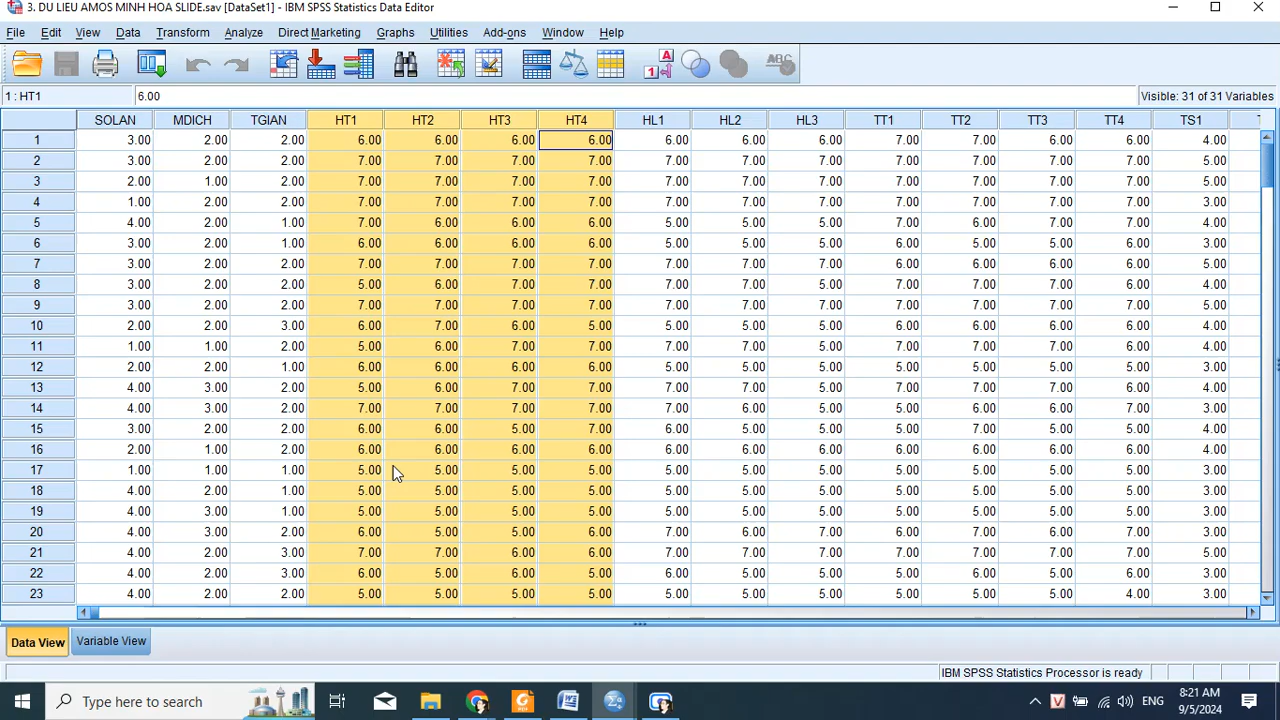 3. DU LIEU AMOS MINH HOA SLIDE.sav [DataSet1] - IBM SPSS Statistics Data Editor
File Edit View Data Transform Analyze Direct Marketing Graphs Utilities Add-ons Window Help
1 A ABC
1 : HT1 6.00 Visible: 31 of 31 Variables
SOLAN MDICH TGIAN HT1 HT2 HT3 HT4 HL1 HL2 HL3 TT1 TT2 TT3 TT4 TS1
1 3.00 2.00 2.00 6.00 6.00 6.00 6.00 6.00 6.00 6.00 7.00 7.00 6.00 6.00 4.00
2 3.00 2.00 2.00 7.00 7.00 7.00 7.00 7.00 7.00 7.00 7.00 7.00 7.00 7.00 5.00
3 2.00 1.00 2.00 7.00 7.00 7.00 7.00 7.00 7.00 7.00 7.00 7.00 7.00 7.00 5.00
4 1.00 2.00 2.00 7.00 7.00 7.00 7.00 7.00 7.00 7.00 7.00 7.00 7.00 7.00 3.00
5 4.00 2.00 1.00 7.00 6.00 6.00 6.00 5.00 5.00 5.00 7.00 6.00 7.00 7.00 4.00
6 3.00 2.00 1.00 6.00 6.00 6.00 6.00 5.00 5.00 5.00 6.00 5.00 5.00 6.00 3.00
7 3.00 2.00 2.00 7.00 7.00 7.00 7.00 7.00 7.00 7.00 6.00 6.00 6.00 6.00 5.00
8 3.00 2.00 2.00 5.00 6.00 7.00 7.00 7.00 7.00 7.00 7.00 7.00 7.00 7.00 3.00
9 3.00 2.00 2.00 7.00 7.00 7.00 7.00 7.00 7.00 7.00 7.00 7.00 7.00 7.00 5.00
10 2.00 2.00 3.00 6.00 7.00 6.00 5.00 5.00 5.00 5.00 6.00 6.00 6.00 6.00 4.00
11 1.00 1.00 2.00 5.00 6.00 7.00 7.00 7.00 7.00 5.00 7.00 7.00 7.00 6.00 4.00
12 2.00 2.00 1.00 6.00 6.00 6.00 6.00 5.00 5.00 5.00 5.00 5.00 5.00 5.00 3.00
13 4.00 3.00 2.00 5.00 6.00 7.00 7.00 7.00 7.00 7.00 6.00 6.00 6.00 6.00 4.00
14 4.00 3.00 2.00 7.00 7.00 7.00 7.00 7.00 6.00 5.00 5.00 6.00 6.00 7.00 3.00
15 3.00 2.00 2.00 6.00 6.00 5.00 7.00 6.00 6.00 6.00 6.00 7.00 5.00 6.00 4.00
16 2.00 1.00 2.00 6.00 6.00 6.00 6.00 6.00 6.00 6.00 5.00 5.00 6.00 6.00 4.00
17 1.00 1.00 1.00 5.00 5.00 5.00 5.00 5.00 5.00 5.00 5.00 5.00 5.00 5.00 3.00
18 4.00 2.00 1.00 5.00 5.00 5.00 5.00 5.00 5.00 5.00 5.00 5.00 5.00 5.00 3.00
19 4.00 3.00 1.00 5.00 5.00 5.00 5.00 5.00 5.00 5.00 5.00 5.00 5.00 5.00 3.00
20 4.00 3.00 2.00 6.00 5.00 5.00 6.00 7.00 6.00 7.00 6.00 7.00 5.00 7.00 3.00
21 4.00 2.00 3.00 7.00 7.00 6.00 6.00 7.00 7.00 7.00 7.00 7.00 7.00 7.00 5.00
22 4.00 2.00 3.00 6.00 5.00 6.00 5.00 6.00 5.00 6.00 5.00 5.00 5.00 6.00 3.00
23 4.00 2.00 2.00 5.00 5.00 5.00 5.00 5.00 5.00 5.00 5.00 5.00 5.00 4.00 3.00
Data View Variable View
IBM SPSS Statistics Processor is ready
Type here to search
V ENG 8:21 AM
9/5/2024